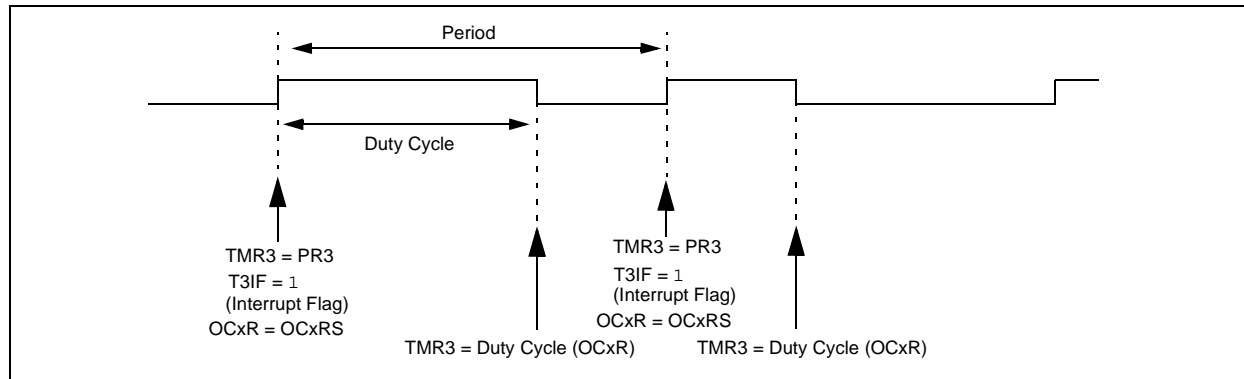 Period
Duty Cycle
TMR3 = PR3
T3IF = 1
(Interrupt Flag)
OCxR = OCxRS
TMR3 = Duty Cycle (OCxR)
TMR3 = PR3
T3IF = 1
(Interrupt Flag)
OCxR = OCxRS
TMR3 = Duty Cycle (OCxR)